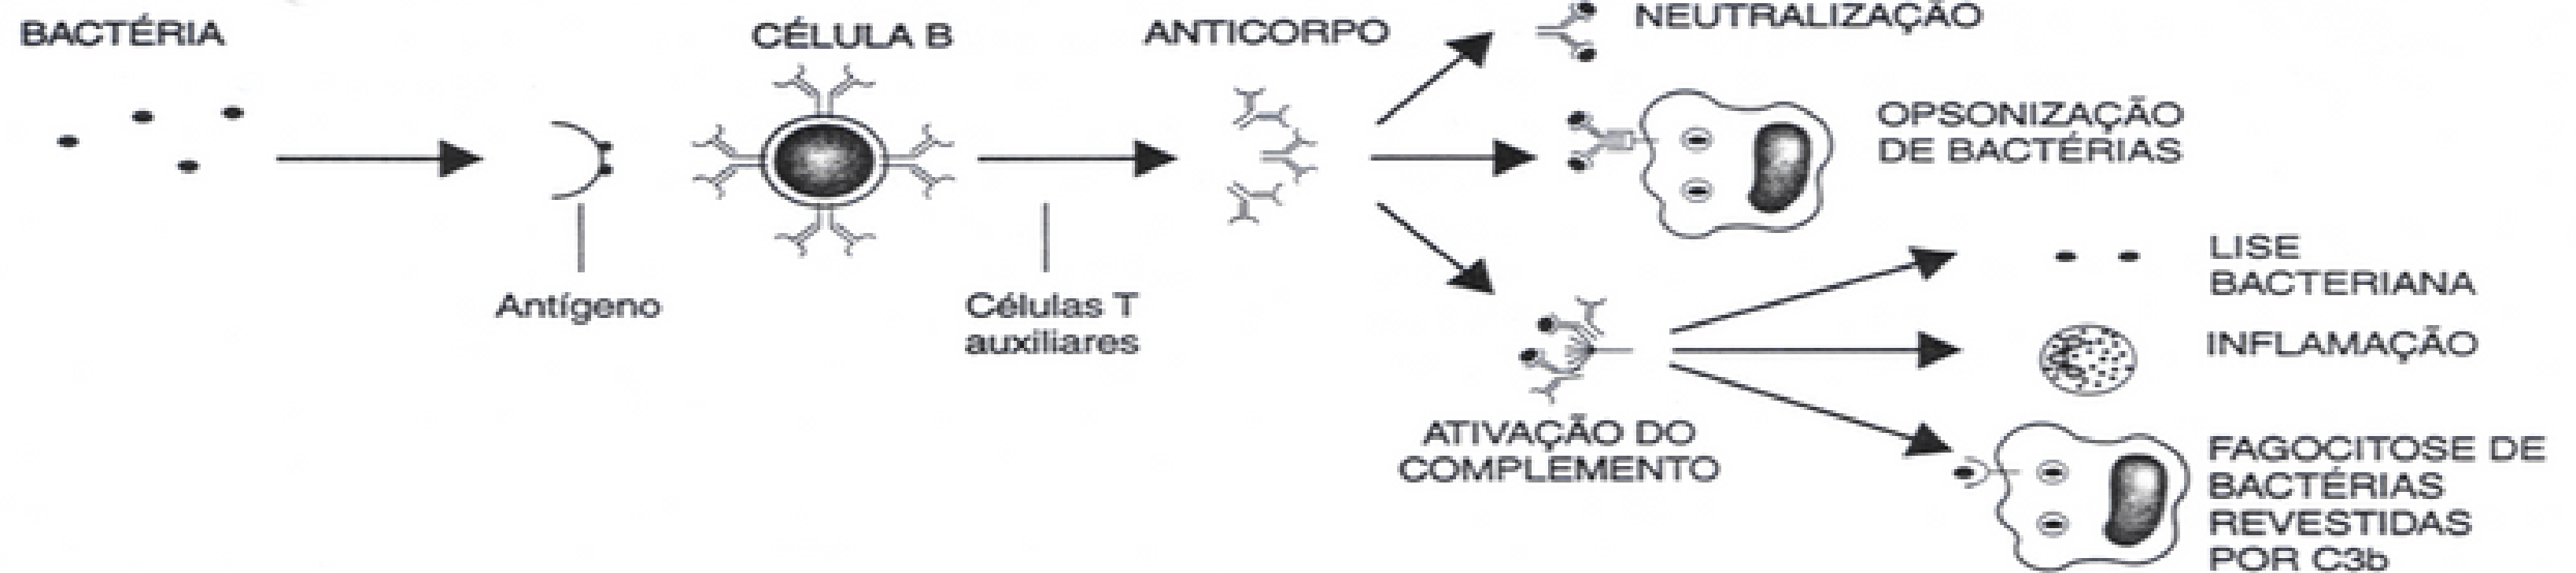 BACTÉRIA
CÉLULA B
ANTICORPO
NEUTRALIZAÇÃO
OPSONIZAÇÃO
DE BACTÉRIAS
Antígeno
Células T
auxiliares
ATIVAÇÃO DO
COMPLEMENTO
LISE
BACTERIANA
INFLAMAÇÃO
FAGOCITOSE DE
BACTÉRIAS
REVESTIDAS
POR C3b